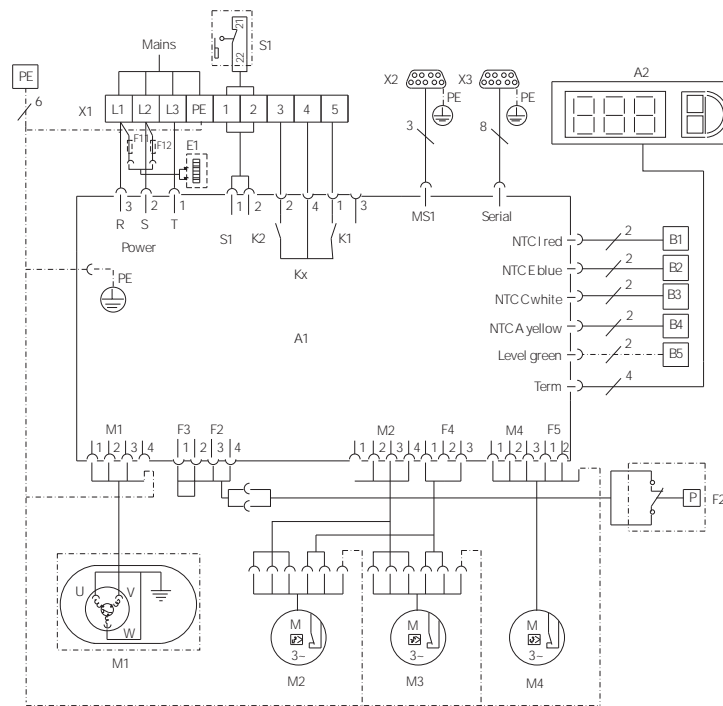 21
22
S1
Mains
PE
6
X1
L1 L2 L3 PE 1 2 3 4 5
F11
F12
E1
X2
PE
3
X3
PE
8
A2
3 2 1
R S T
Power
1 2
S1
2 4 1 3
K2
K1
Kx
MS1
Serial
PE
A1
NTC I red 2 B1
NTC E blue 2 B2
NTC C white 2 B3
NTC A yellow 2 B4
Level green 2 B5
Term 4
M1
1 2 3 4
F3 F2
1 2 3 4
M2 F4
1 2 3 4 1 2 3
M4 F5
1 2 3 1 2
P
F2
U V
W
M1
M
3~
M2
M
3~
M3
M
3~
M4